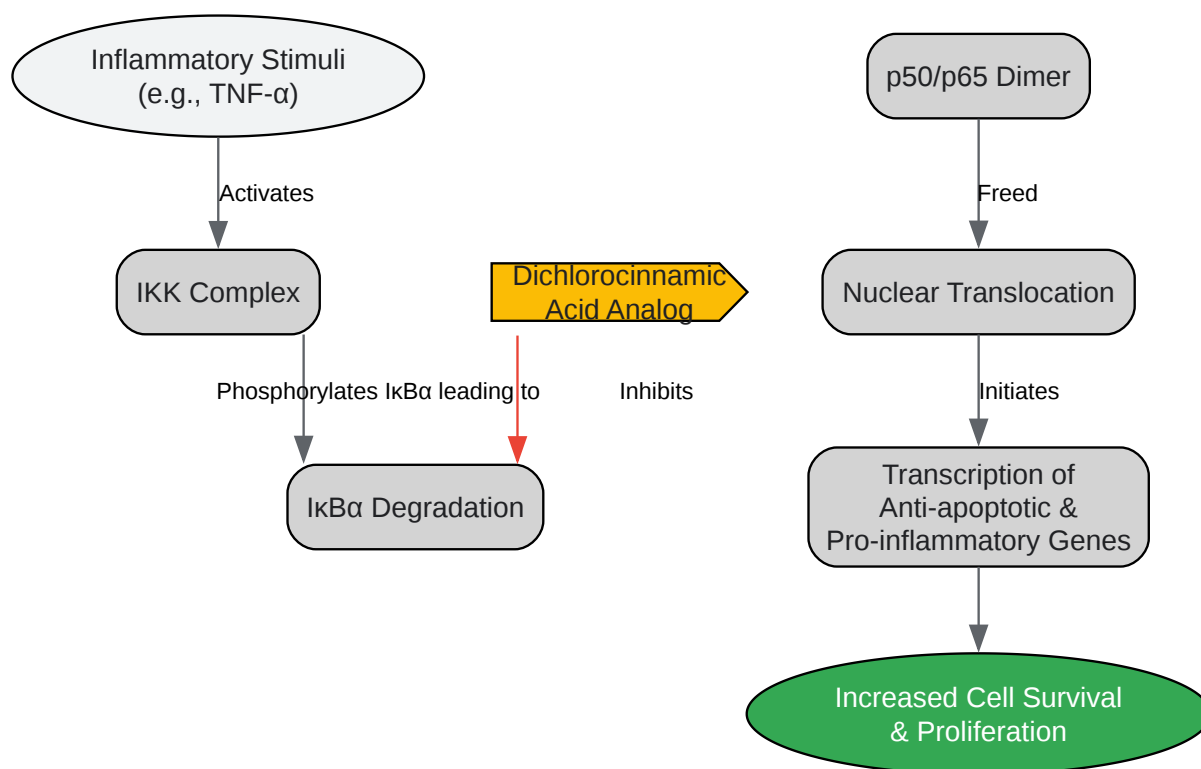 Inflammatory Stimuli
(e.g., TNF-α)
p50/p65 Dimer
Activates
Freed
IKK Complex
Dichlorocinnamic
Acid Analog
Nuclear Translocation
Phosphorylates IκBα leading to
Inhibits
Initiates
IκBα Degradation
Transcription of
Anti-apoptotic &
Pro-inflammatory Genes
Increased Cell Survival
& Proliferation